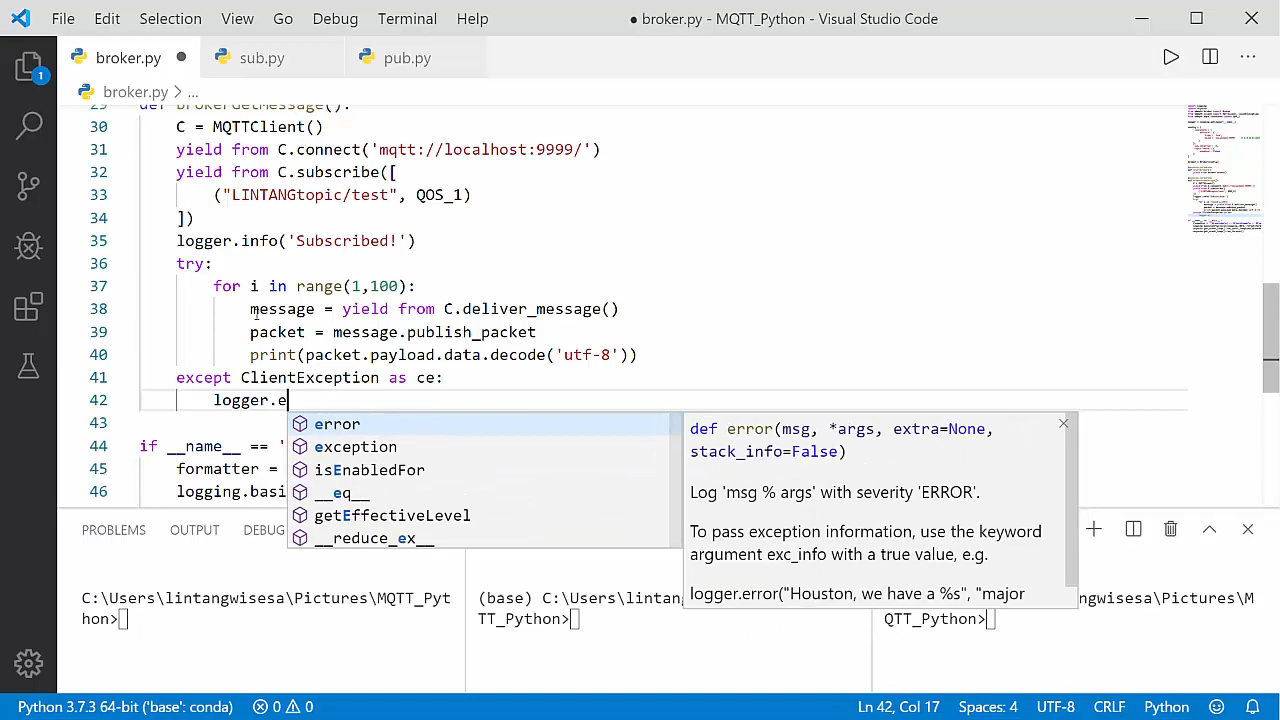 File Edit Selection View Go Debug Terminal Help ● broker.py - MQTT_Python - Visual Studio Code
broker.py sub.py pub.py
broker.py > ...
29 def brokerGetMessage():
30 C = MQTTClient()
31 yield from C.connect('mqtt://localhost:9999/')
32 yield from C.subscribe([
33 ("LINTANGtopic/test", QOS_1)
34 ])
35 logger.info('Subscribed!')
36 try:
37 for i in range(1,100):
38 message = yield from C.deliver_message()
39 packet = message.publish_packet
40 print(packet.payload.data.decode('utf-8'))
41 except ClientException as ce:
42 logger.e
43
44 if __name__ == '
45 formatter =
46 logging.basi
1
error
exception
isEnabledFor
__eq__
getEffectiveLevel
__reduce_ex__
def error(msg, *args, extra=None,
stack_info=False)
Log 'msg % args' with severity 'ERROR'.
To pass exception information, use the keyword
argument exc_info with a true value, e.g.
logger.error("Houston, we have a %s", "major
PROBLEMS OUTPUT DEBUG
C:\Users\lintangwisesa\Pictures\MQTT_Pyt
hon>
(base) C:\Users\lintang
TT_Python>
ngwisesa\Pictures\M
QTT_Python>
Python 3.7.3 64-bit ('base': conda) 0 0 Ln 42, Col 17 Spaces: 4 UTF-8 CRLF Python